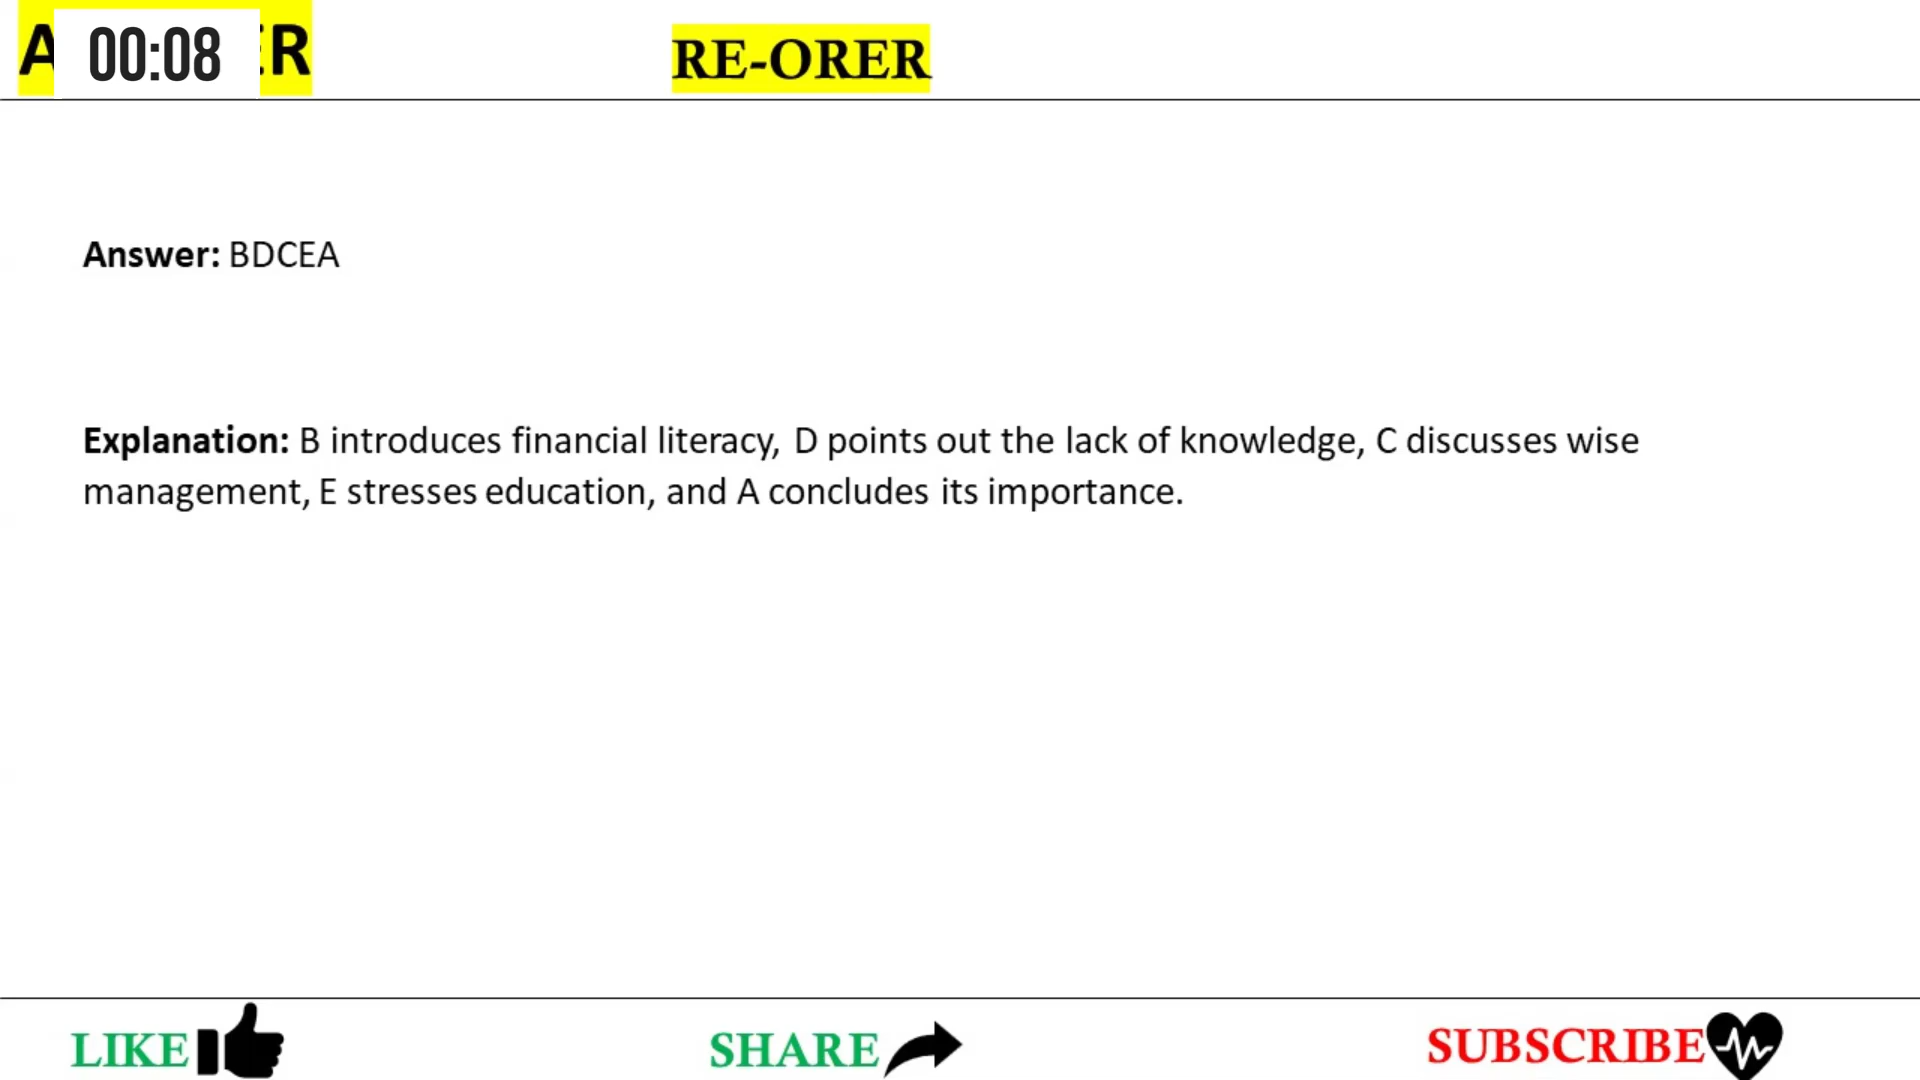 00:08
RE-ORER
Answer: BDCEA
Explanation: B introduces financial literacy, D points out the lack of knowledge, C discusses wise
management, E stresses education, and A concludes its importance.
LIKE
SHARE
SUBSCRIBE